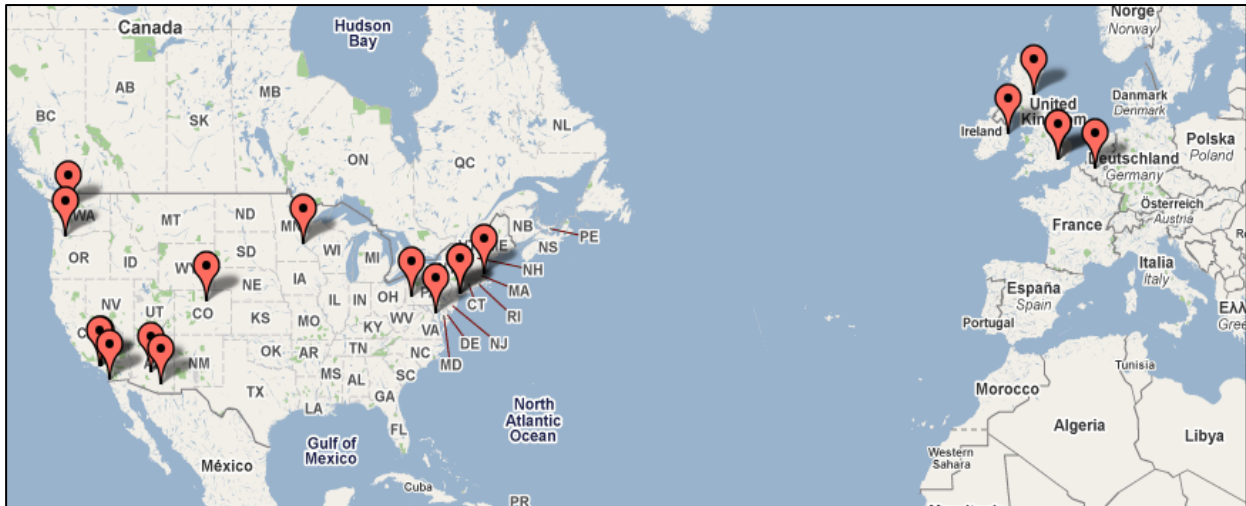 Canada
Hudson
Bay
Norge
Norway
AB
MB
BC
SK
NL
ON
QC
Danmark
Denmark
United
Kingdom
Ireland
Polska
Poland
Deutschland
Germany
WA
MT
ND
MN
NB
PE
NS
Österreich
Austria
France
OR
ID
WY
SD
WI
MI
ME
NH
NE
IA
PA
MA
Italia
Italy
NV
UT
CO
IL
IN
OH
CT
RI
España
Spain
KS
MO
KY
WV
VA
DE
NJ
Portugal
NM
OK
AR
TN
NC
MD
TX
MS
AL
SC
GA
LA
FL
Morocco
Tunisia
North
Atlantic
Ocean
Gulf of
Mexico
Algeria
Libya
México
Cuba
Western
Sahara
PR